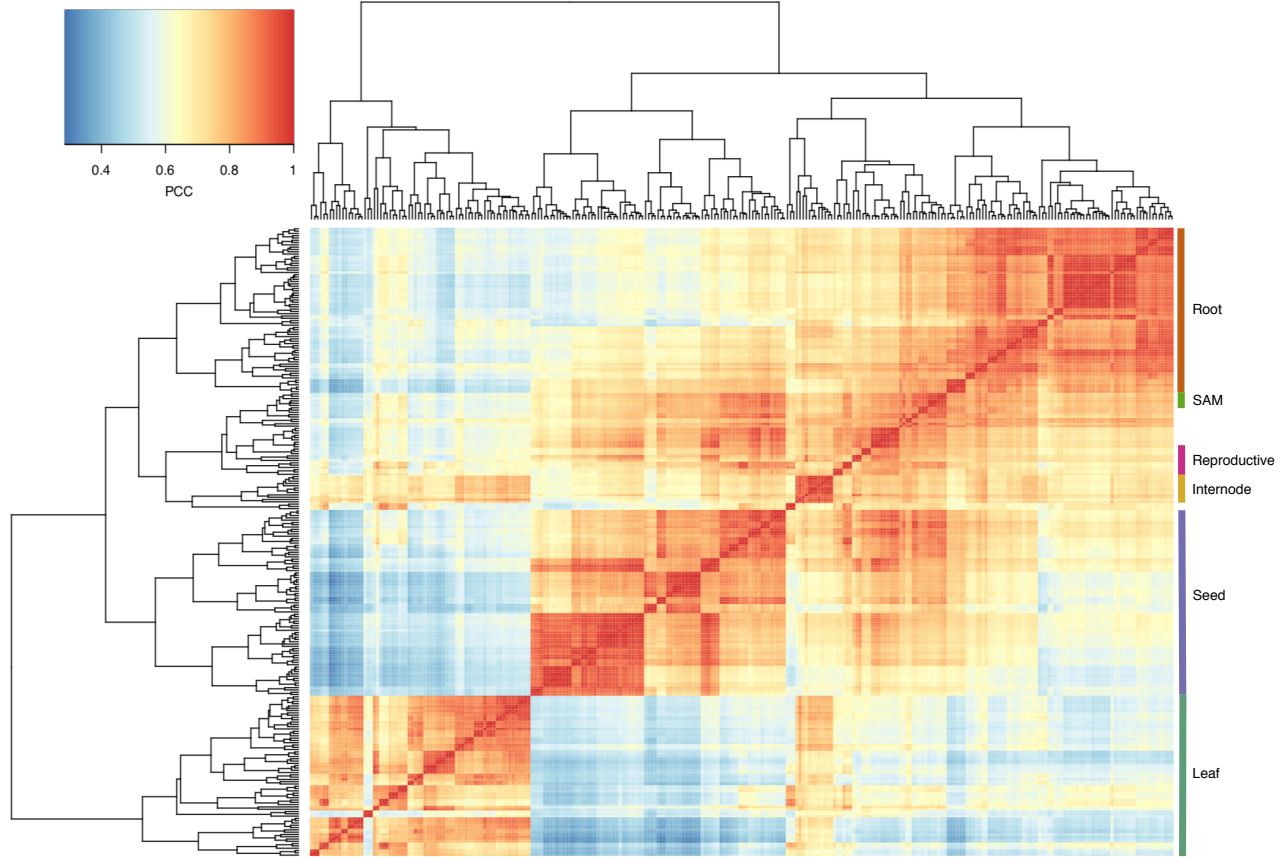 0.4 0.6 0.8 1
PCC
Root
SAM
Reproductive
Internode
Seed
Leaf